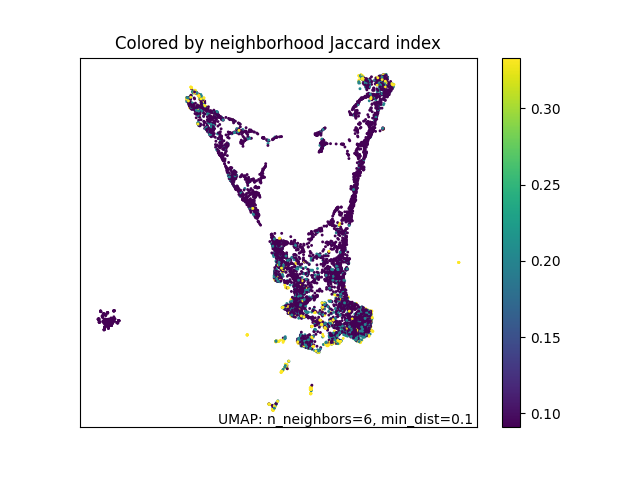 Colored by neighborhood Jaccard index
0.30
0.25
0.20
0.15
0.10
UMAP: n_neighbors=6, min_dist=0.1